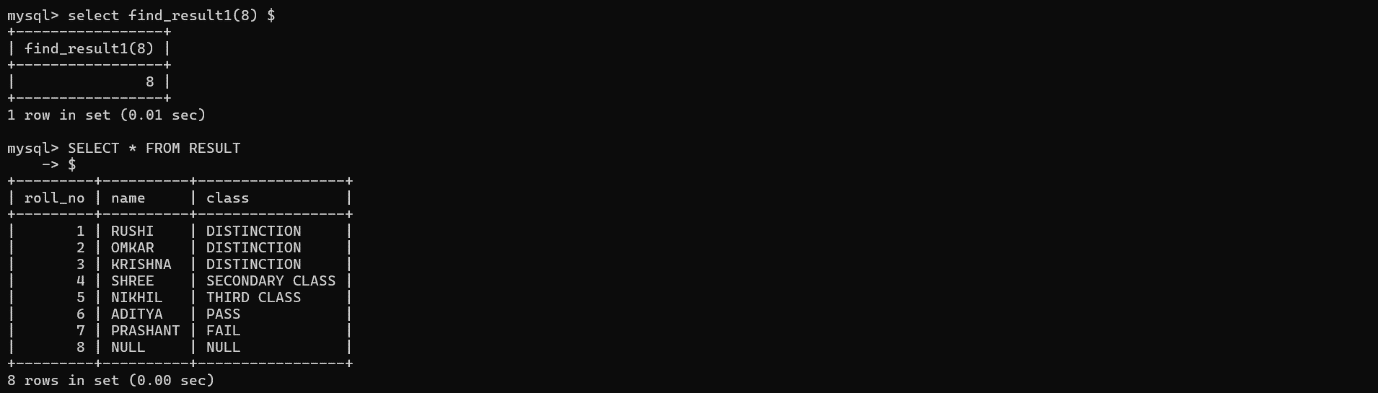 mysql> select find_result1(8) $
+-----------------+
| find_result1(8) |
+-----------------+
|               8 |
+-----------------+
1 row in set (0.01 sec)

mysql> SELECT * FROM RESULT
    -> $
+---------+----------+-----------------+
| roll_no | name     | class           |
+---------+----------+-----------------+
|       1 | RUSHI    | DISTINCTION     |
|       2 | OMKAR    | DISTINCTION     |
|       3 | KRISHNA  | DISTINCTION     |
|       4 | SHREE    | SECONDARY CLASS |
|       5 | NIKHIL   | THIRD CLASS     |
|       6 | ADITYA   | PASS            |
|       7 | PRASHANT | FAIL            |
|       8 | NULL     | NULL            |
+---------+----------+-----------------+
8 rows in set (0.00 sec)